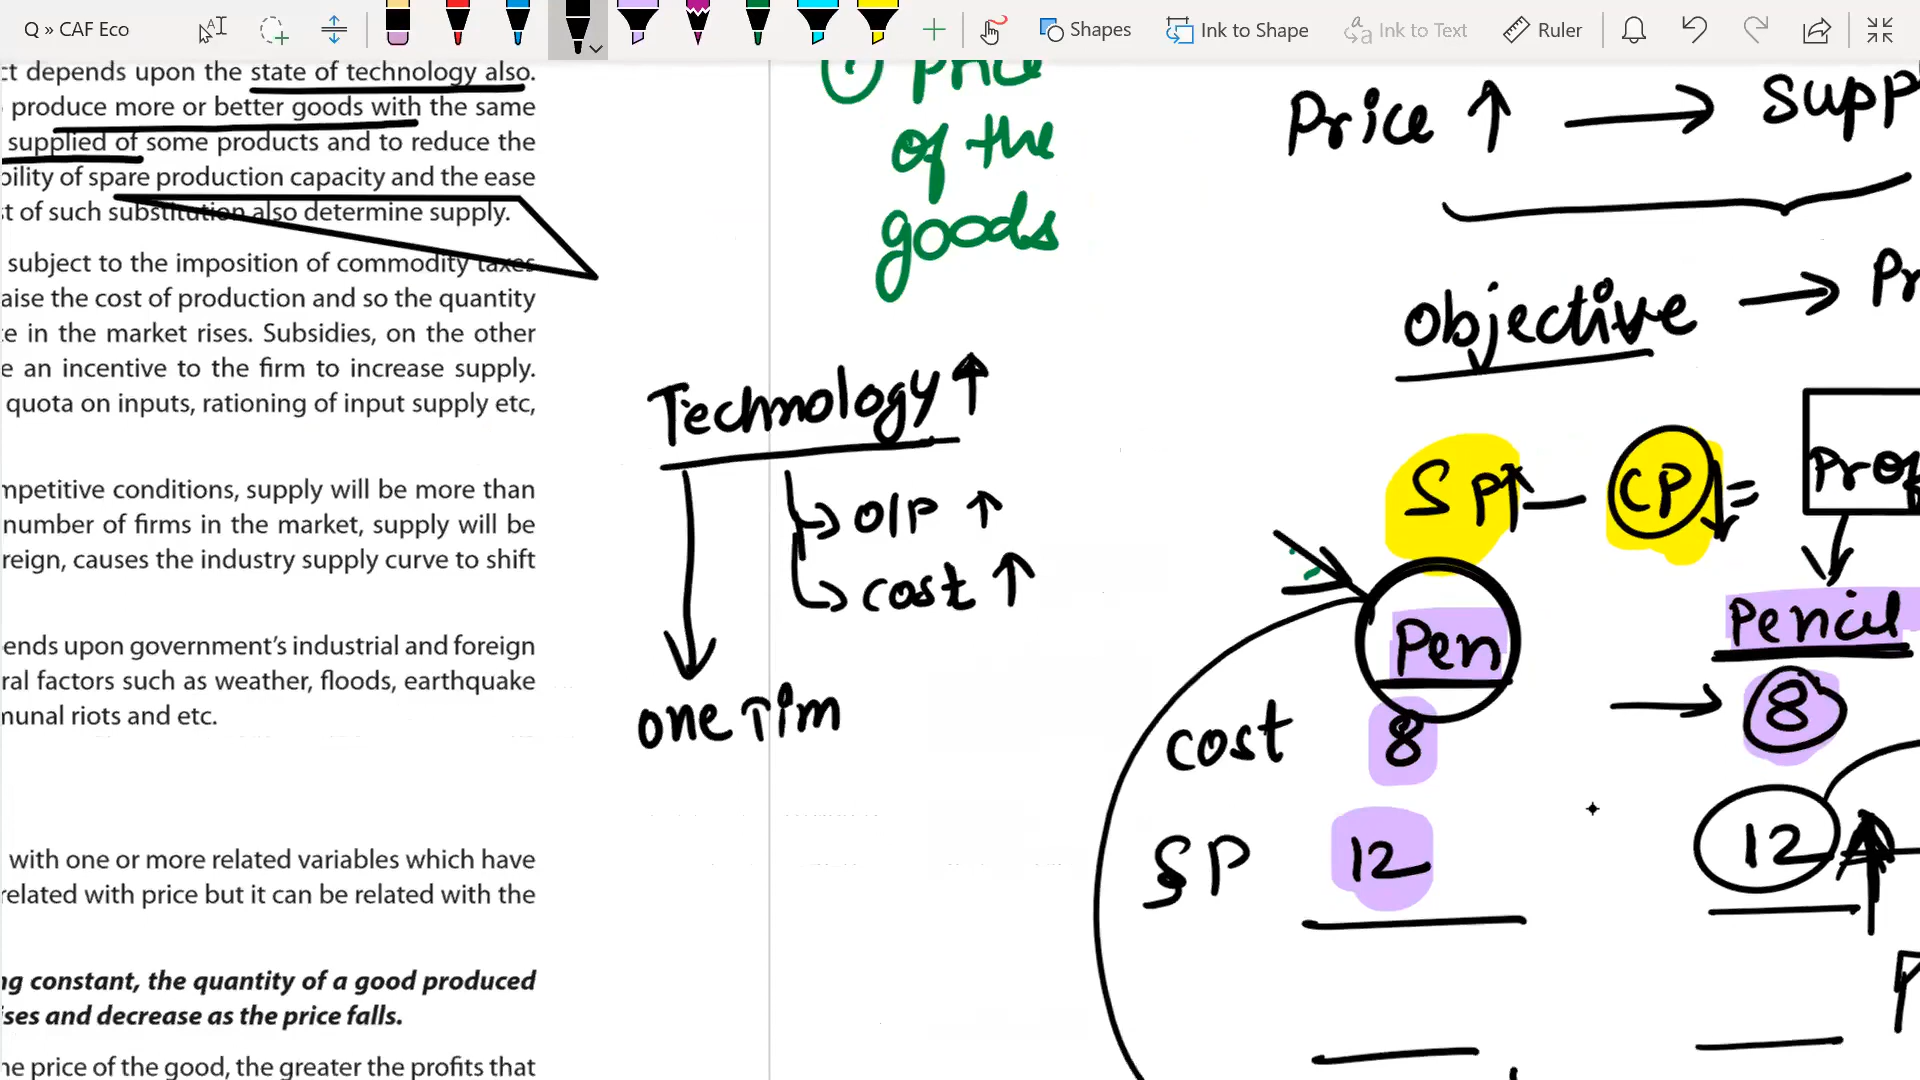 Q » CAF Eco
Shapes
Ink to Shape
Ink to Text
Ruler
ct depends upon the state of technology also.
produce more or better goods with the same
supplied of some products and to reduce the
bility of spare production capacity and the ease
t of such substitution also determine supply.
subject to the imposition of commodity taxes
aise the cost of production and so the quantity
e in the market rises. Subsidies, on the other
e an incentive to the firm to increase supply.
quota on inputs, rationing of input supply etc,
mpetitive conditions, supply will be more than
number of firms in the market, supply will be
reign, causes the industry supply curve to shift
ends upon government's industrial and foreign
ral factors such as weather, floods, earthquake
munal riots and etc.
with one or more related variables which have
related with price but it can be related with the
ng constant, the quantity of a good produced
ises and decrease as the price falls.
he price of the good, the greater the profits that
① Price
of the
goods
Technology ↑
→ O/P ↑
→ cost ↑
one Tim
Price ↑ → Supp
Objective → Pr
SP↑ – CP↓ = Prof
Pen Pencil
cost 8 → 8
SP 12 12 ↑
P